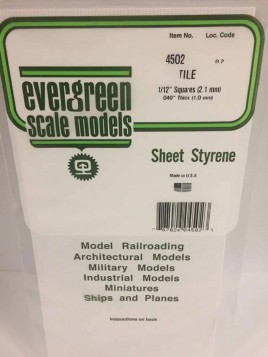 Item No. Loc. Code
4502
TILE
1/12" Squares (2.1 mm)
.040" Thick (1.0 mm)
evergreen
scale models
Sheet Styrene
Made in U.S.A
Model Railroading
Architectural Models
Military Models
Industrial Models
Miniatures
Ships and Planes
Instructions on back